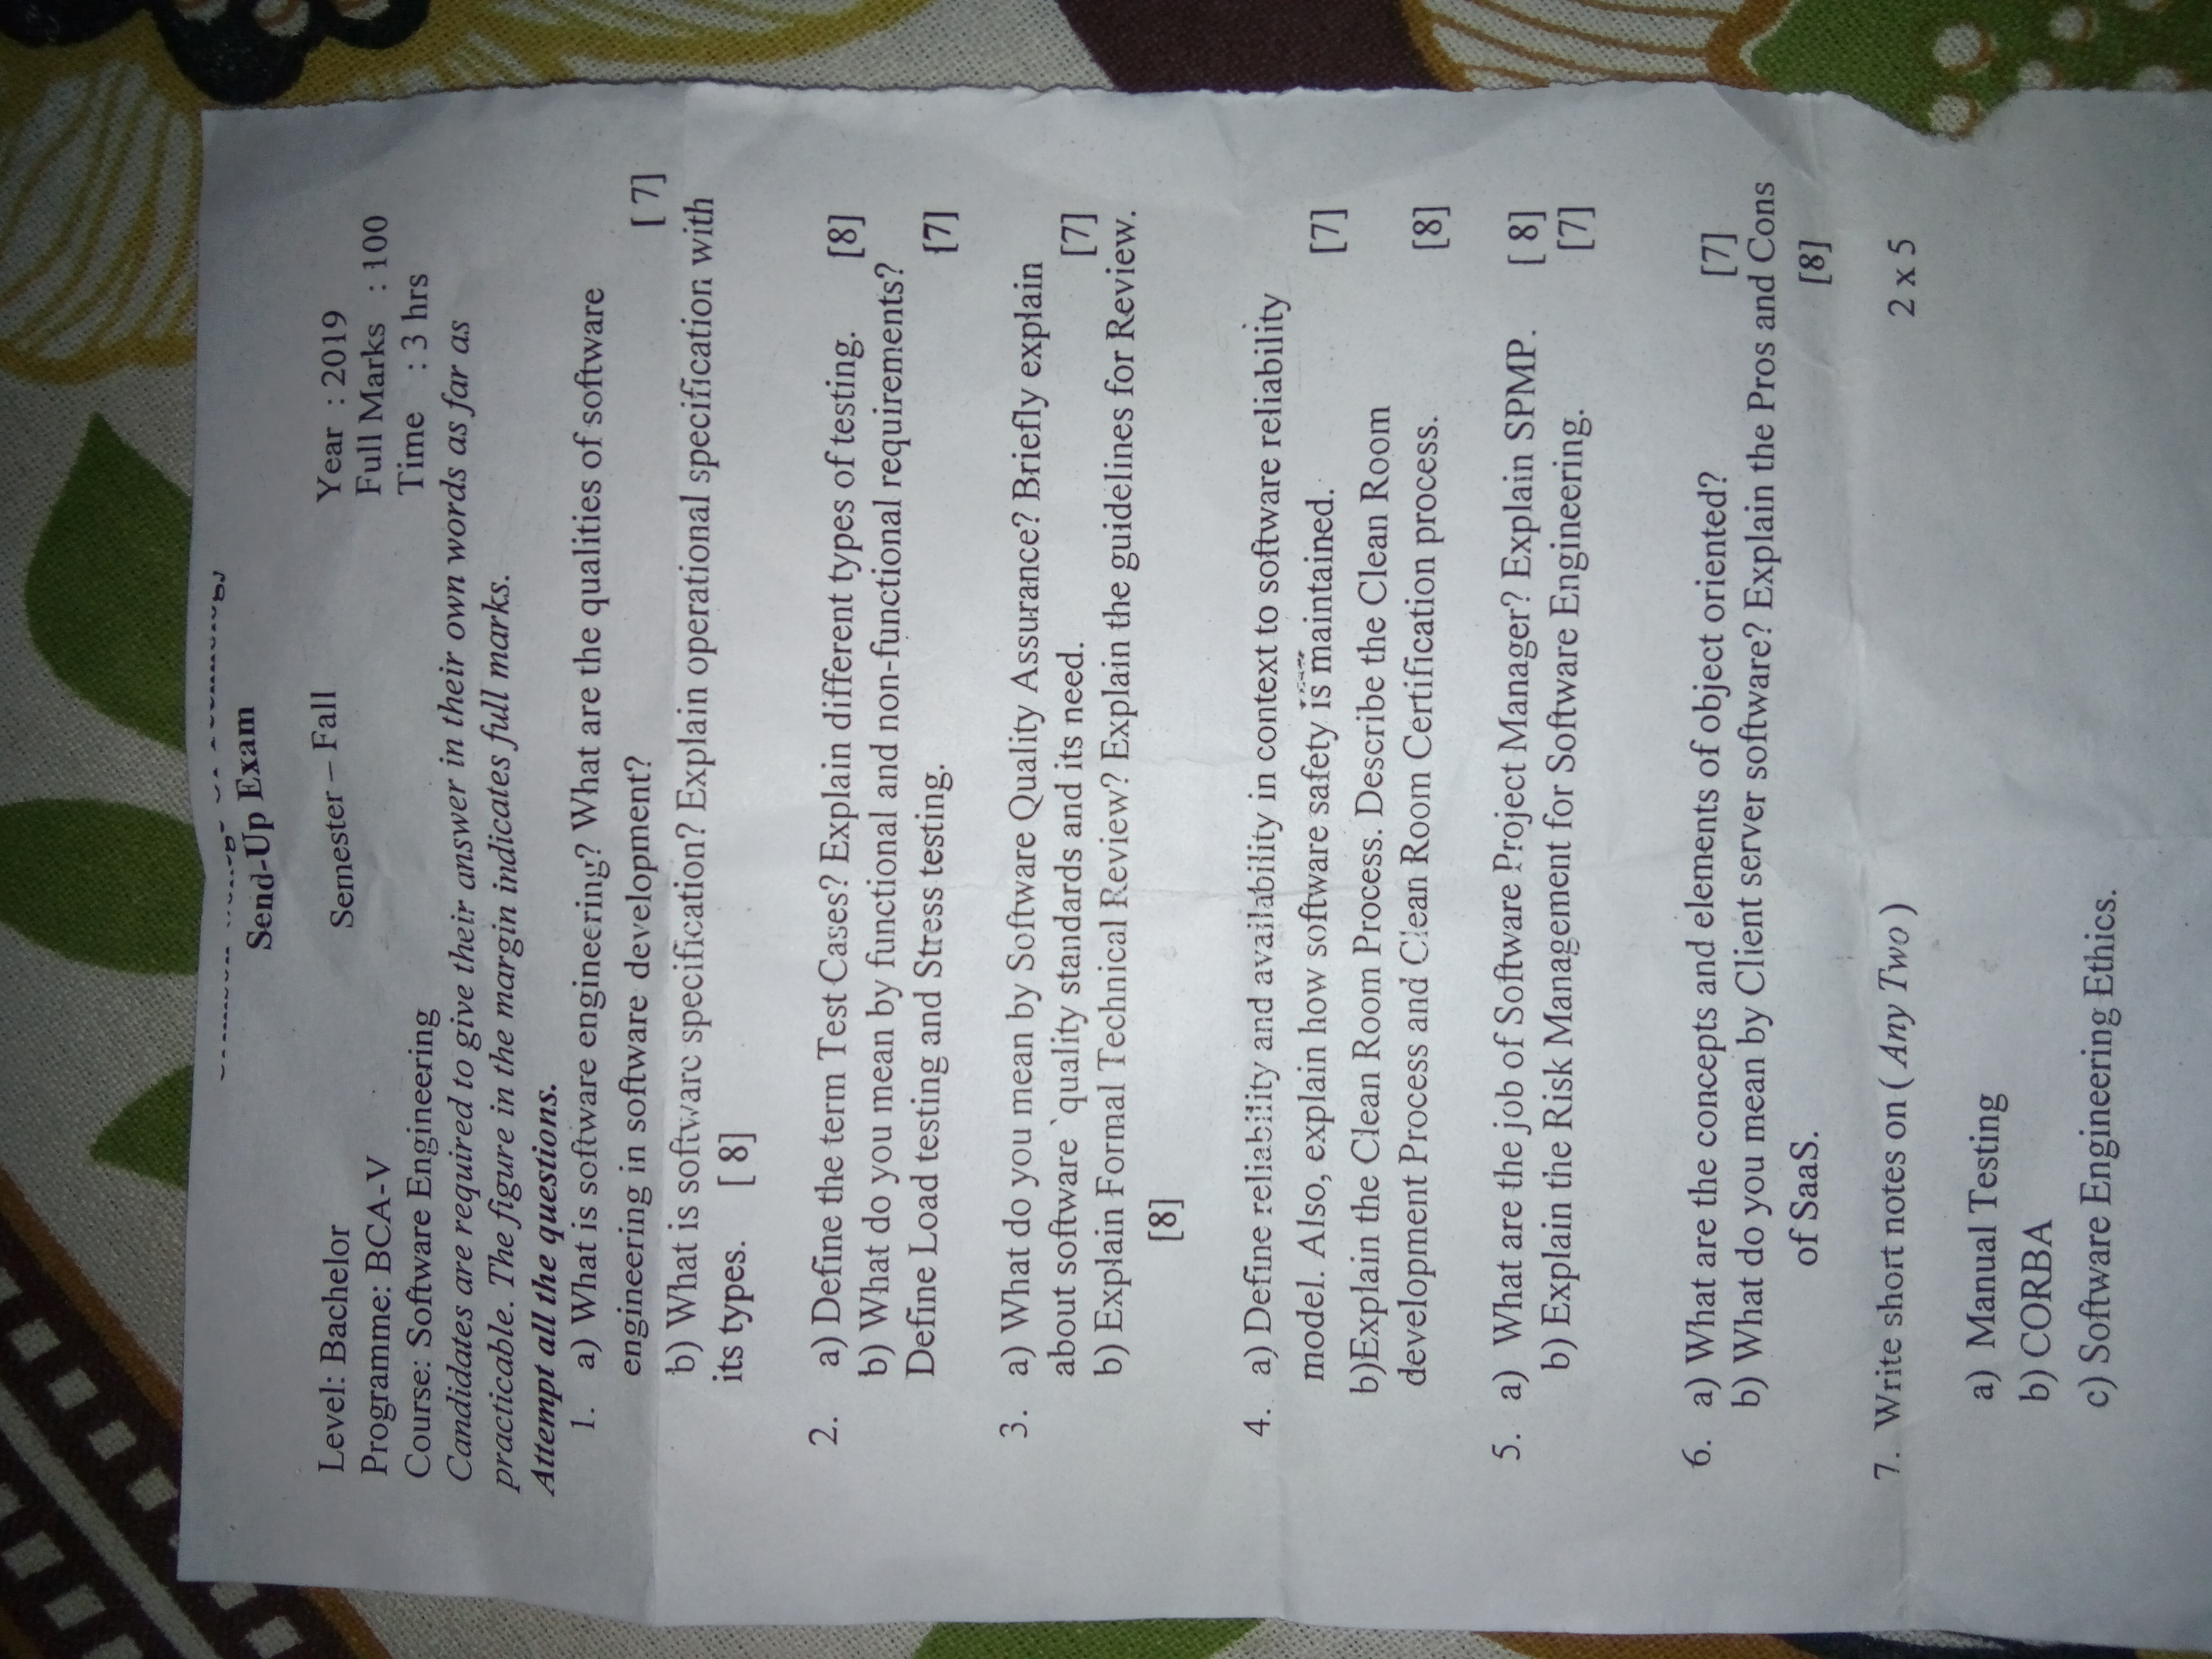 Send-Up Exam
Level: Bachelor Semester – Fall Year : 2019
Programme: BCA-V Full Marks : 100
Course: Software Engineering Time : 3 hrs
Candidates are required to give their answer in their own words as far as
practicable. The figure in the margin indicates full marks.
Attempt all the questions.
1. a) What is software engineering? What are the qualities of software
engineering in software development? [ 7]
b) What is software specification? Explain operational specification with
its types. [ 8]
2. a) Define the term Test Cases? Explain different types of testing. [8]
b) What do you mean by functional and non-functional requirements?
Define Load testing and Stress testing. [7]
3. a) What do you mean by Software Quality Assurance? Briefly explain
about software `quality standards and its need. [7]
b) Explain Formal Technical Review? Explain the guidelines for Review.
[8]
4. a) Define reliability and availability in context to software reliability
model. Also, explain how software safety is maintained. [7]
b)Explain the Clean Room Process. Describe the Clean Room
development Process and Clean Room Certification process. [8]
5. a) What are the job of Software Project Manager? Explain SPMP. [ 8]
b) Explain the Risk Management for Software Engineering. [7]
6. a) What are the concepts and elements of object oriented? [7]
b) What do you mean by Client server software? Explain the Pros and Cons
of SaaS. [8]
7. Write short notes on ( Any Two ) 2 x 5
a) Manual Testing
b) CORBA
c) Software Engineering Ethics.